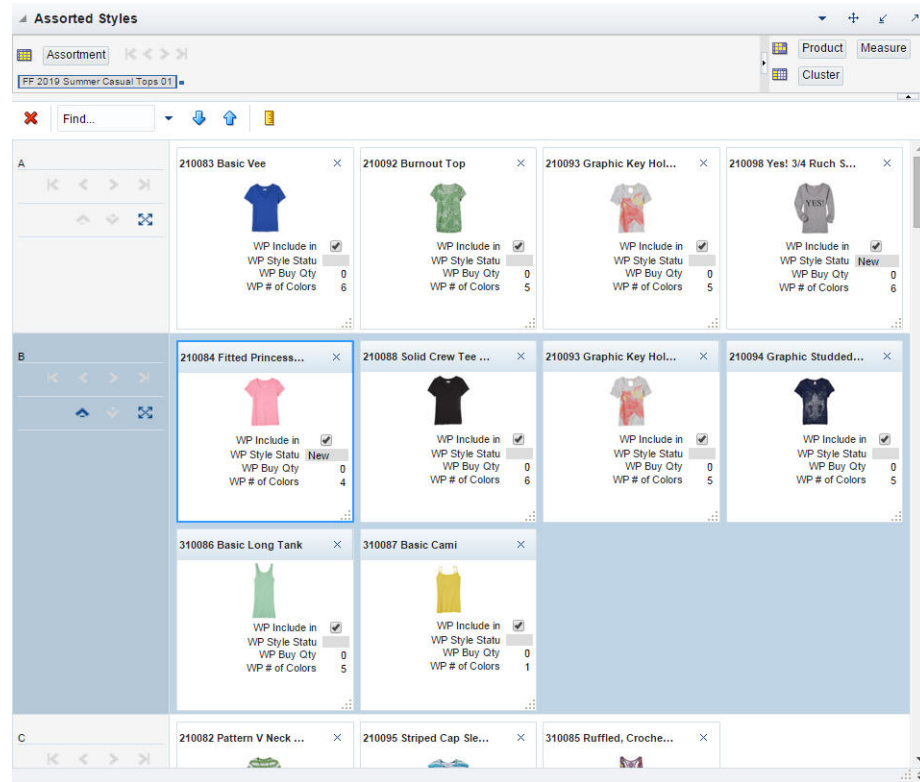 Assorted Styles
Assortment
Product Measure
FF 2019 Summer Casual Tops 01
Cluster
Find...
A
210083 Basic Vee
WP Include in
WP Style Statu
WP Buy Qty 0
WP # of Colors 6
210092 Burnout Top
WP Include in
WP Style Statu
WP Buy Qty 0
WP # of Colors 5
210093 Graphic Key Hol...
WP Include in
WP Style Statu
WP Buy Qty 0
WP # of Colors 5
210098 Yes! 3/4 Ruch S...
YES!
WP Include in
WP Style Statu New
WP Buy Qty 0
WP # of Colors 6
B
210084 Fitted Princess...
WP Include in
WP Style Statu New
WP Buy Qty 0
WP # of Colors 4
210088 Solid Crew Tee ...
WP Include in
WP Style Statu
WP Buy Qty 0
WP # of Colors 6
210093 Graphic Key Hol...
WP Include in
WP Style Statu
WP Buy Qty 0
WP # of Colors 5
210094 Graphic Studded...
WP Include in
WP Style Statu
WP Buy Qty 0
WP # of Colors 5
310086 Basic Long Tank
WP Include in
WP Style Statu
WP Buy Qty 0
WP # of Colors 5
310087 Basic Cami
WP Include in
WP Style Statu
WP Buy Qty 0
WP # of Colors 1
C
210082 Pattern V Neck ...
210095 Striped Cap Sle...
310085 Ruffled, Croche...